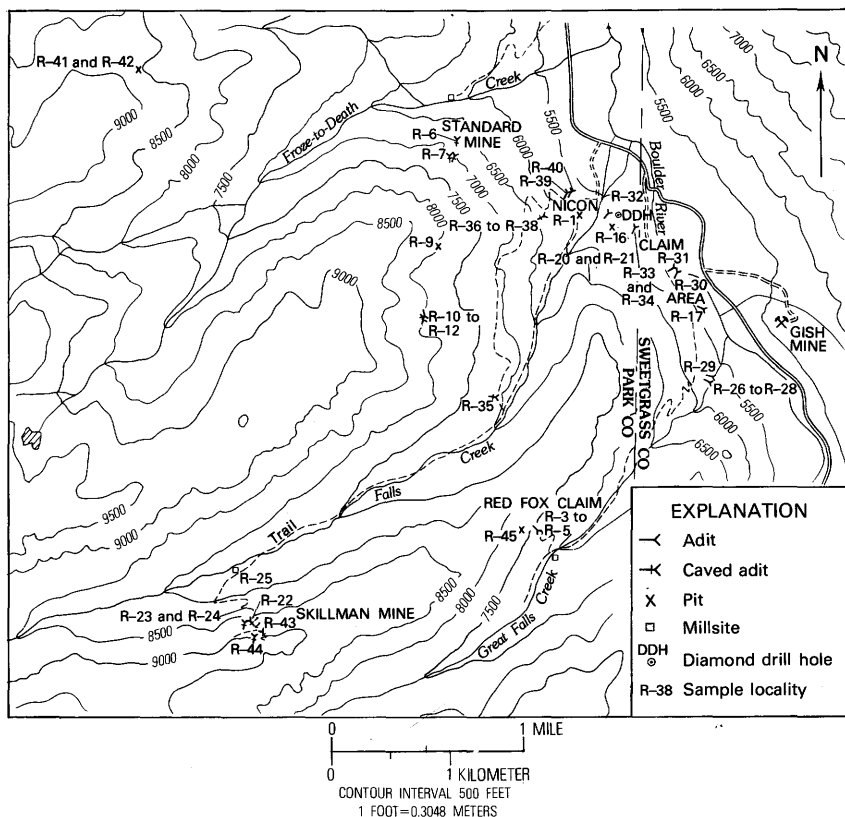 R-41 and R-42
9000
8500
8000
7500
Froze-to-Death
Creek
5500
5500
6000
6500
6500
7000
N
R-6
STANDARD
MINE
R-7
6000
7000
7500
8000
8500
9000
R-40
R-39
NICON
R-1
R-32
DDH
Boulder
River
R-36 to R-38
R-16
CLAIM
R-9
R-20 and R-21
R-31
R-33
and
R-34
R-30
AREA
R-17
R-10 to
R-12
GISH
MINE
R-29
SWEETGRASS CO
PARK CO
R-26 to R-28
5500
6000
6500
R-35
Creek
Falls
Trail
9500
9000
RED FOX CLAIM
R-3 to
R-5
R-45
R-25
8500
8000
7500
R-22
R-23 and R-24
SKILLMAN MINE
R-43
8500
9000
R-44
Great Falls
Creek
EXPLANATION
Adit
Caved adit
Pit
Millsite
DDH
Diamond drill hole
R-38 Sample locality
0 1 MILE
0 1 KILOMETER
CONTOUR INTERVAL 500 FEET
1 FOOT=0.3048 METERS